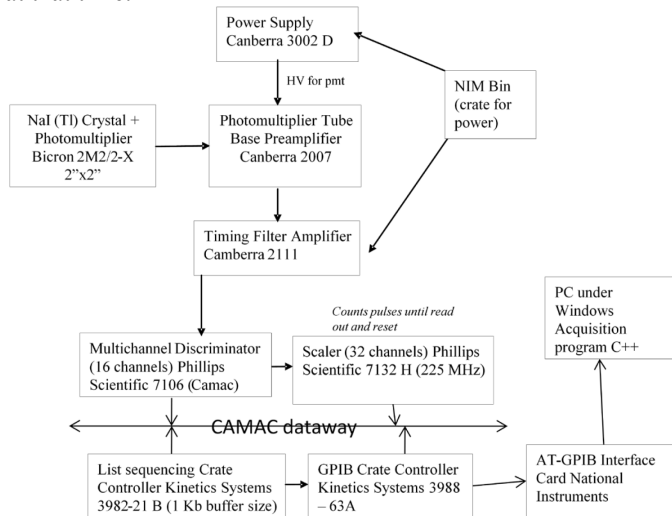 Power Supply
Canberra 3002 D
HV for pmt
NIM Bin
(crate for
power)
NaI (Tl) Crystal +
Photomultiplier
Bicron 2M2/2-X
2”x2”
Photomultiplier Tube
Base Preamplifier
Canberra 2007
Timing Filter Amplifier
Camberra 2111
PC under
Windows
Acquisition
program C++
Counts pulses until read
out and reset
Multichannel Discriminator
(16 channels) Phillips
Scientific 7106 (Camac)
Scaler (32 channels) Phillips
Scientific 7132 H (225 MHz)
CAMAC dataway
List sequencing Crate
Controller Kinetics Systems
3982-21 B (1 Kb buffer size)
GPIB Crate Controller
Kinetics Systems 3988
– 63A
AT-GPIB Interface
Card National
Instruments